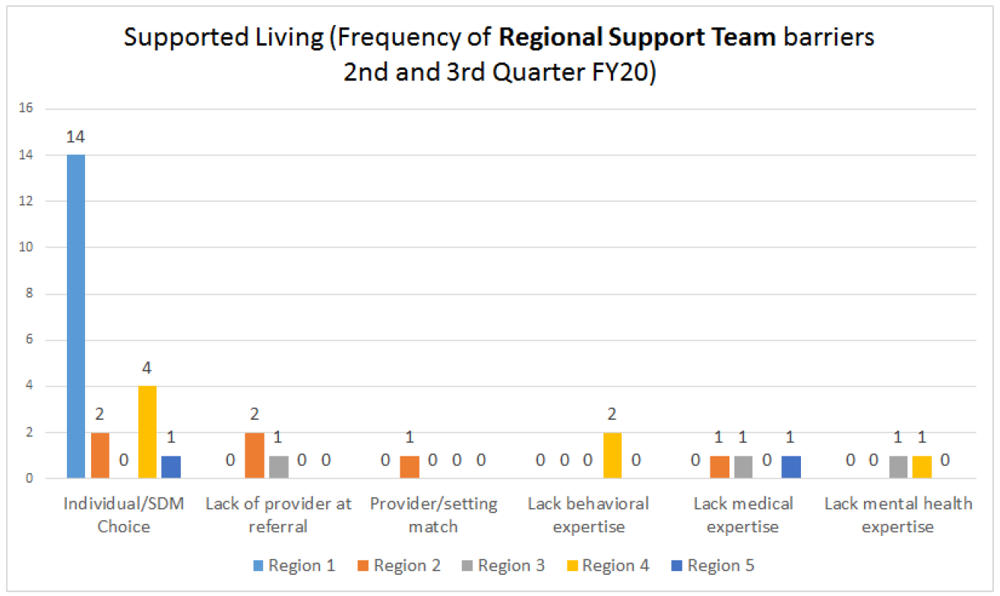 Supported Living (Frequency of Regional Support Team barriers
2nd and 3rd Quarter FY20)
16
14
12
10
8
6
4
2
0
14
2
0
4
1
0
2
1
0
0
0
1
0
0
0
0
0
0
2
0
0
1
1
0
1
0
0
1
1
0
Individual/SDM
Choice
Lack of provider at
referral
Provider/setting
match
Lack behavioral
expertise
Lack medical
expertise
Lack mental health
expertise
Region 1
Region 2
Region 3
Region 4
Region 5